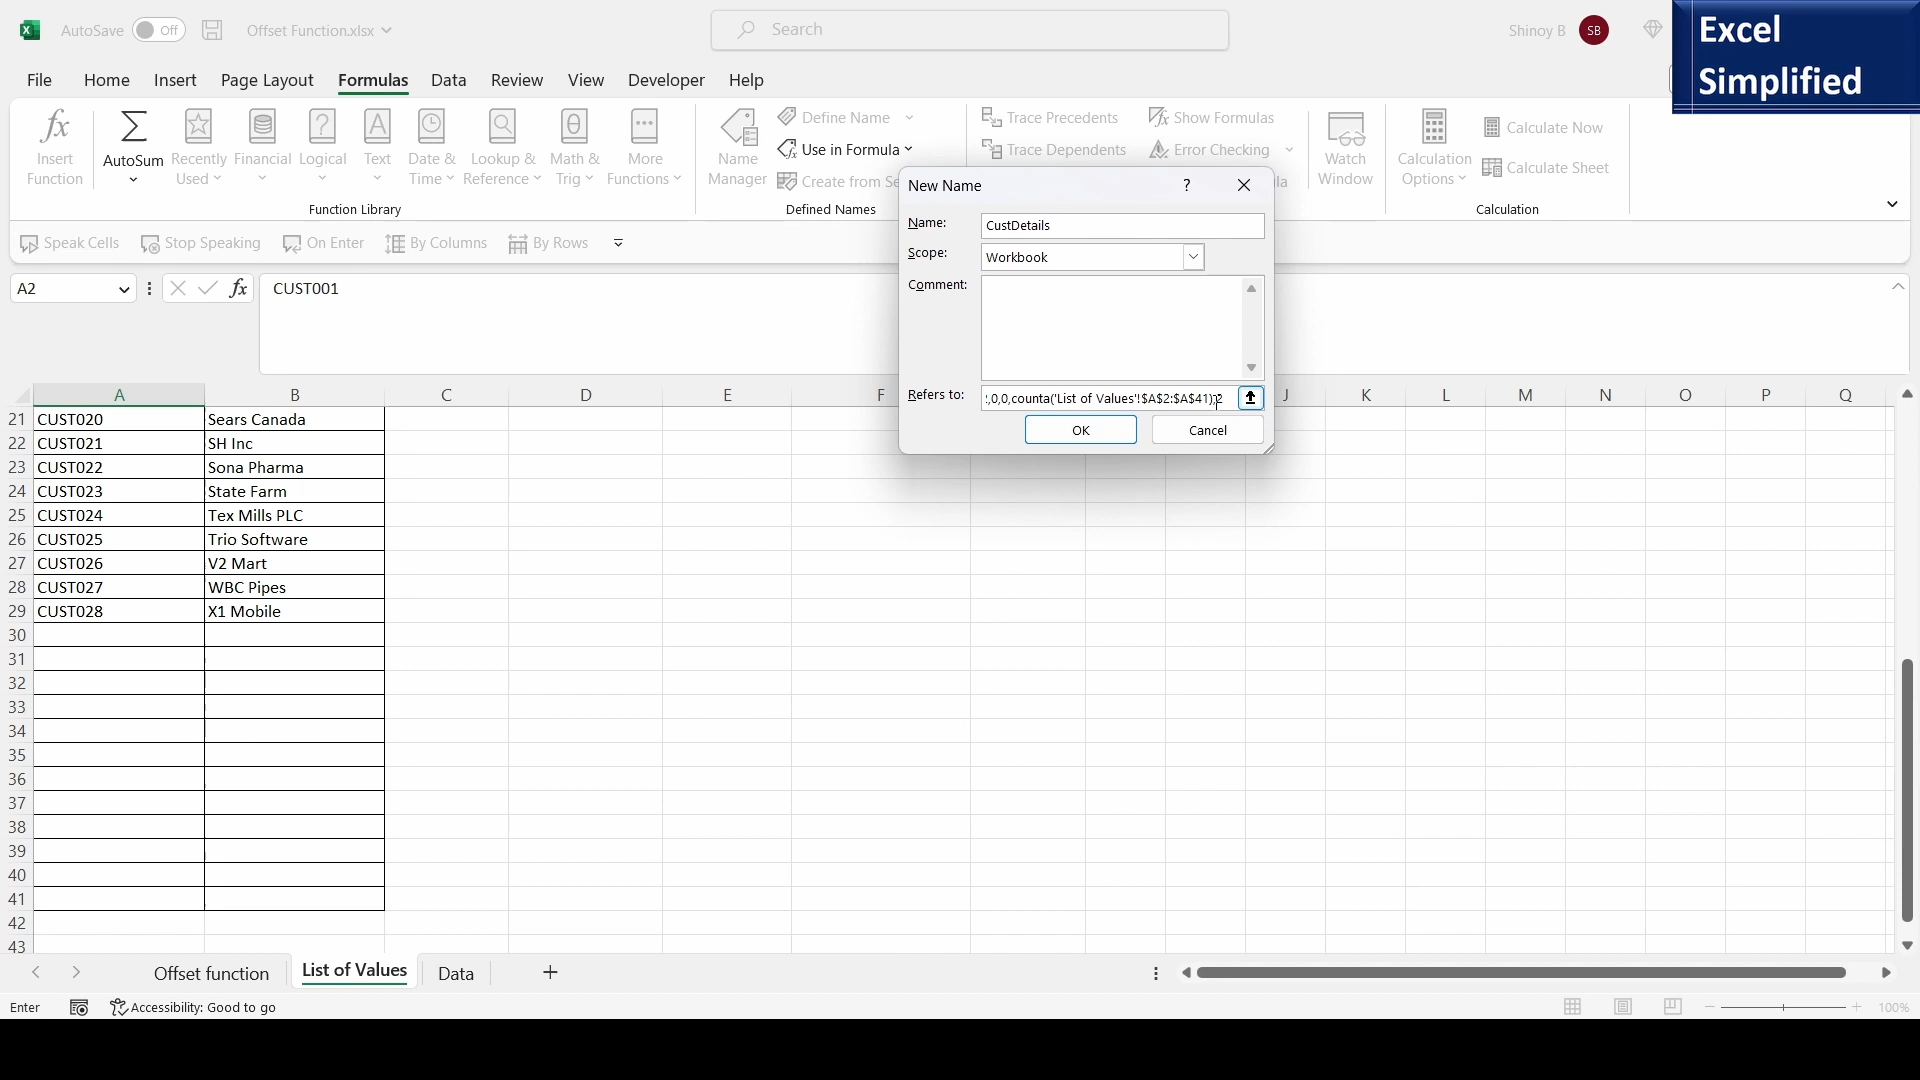 Excel
Simplified
AutoSave Off Offset Function.xlsx
Search
Shinoy B SB
File Home Insert Page Layout Formulas Data Review View Developer Help
Insert Function
AutoSum
Recently Used
Financial
Logical
Text
Date & Time
Lookup & Reference
Math & Trig
More Functions
Function Library
Name Manager
Define Name
Use in Formula
Create from Se
Defined Names
Trace Precedents
Trace Dependents
Show Formulas
Error Checking
Watch Window
Calculation Options
Calculate Now
Calculate Sheet
Calculation
Speak Cells Stop Speaking On Enter By Columns By Rows
A2 fx CUST001
New Name ?
Name: CustDetails
Scope: Workbook
Comment:
Refers to: ',0,0,counta('List of Values'!$A$2:$A$41),2
OK Cancel
A B C D E F J K L M N O P Q
21 CUST020 Sears Canada
22 CUST021 SH Inc
23 CUST022 Sona Pharma
24 CUST023 State Farm
25 CUST024 Tex Mills PLC
26 CUST025 Trio Software
27 CUST026 V2 Mart
28 CUST027 WBC Pipes
29 CUST028 X1 Mobile
30
31
32
33
34
35
36
37
38
39
40
41
42
43
Offset function List of Values Data
Enter Accessibility: Good to go 100%